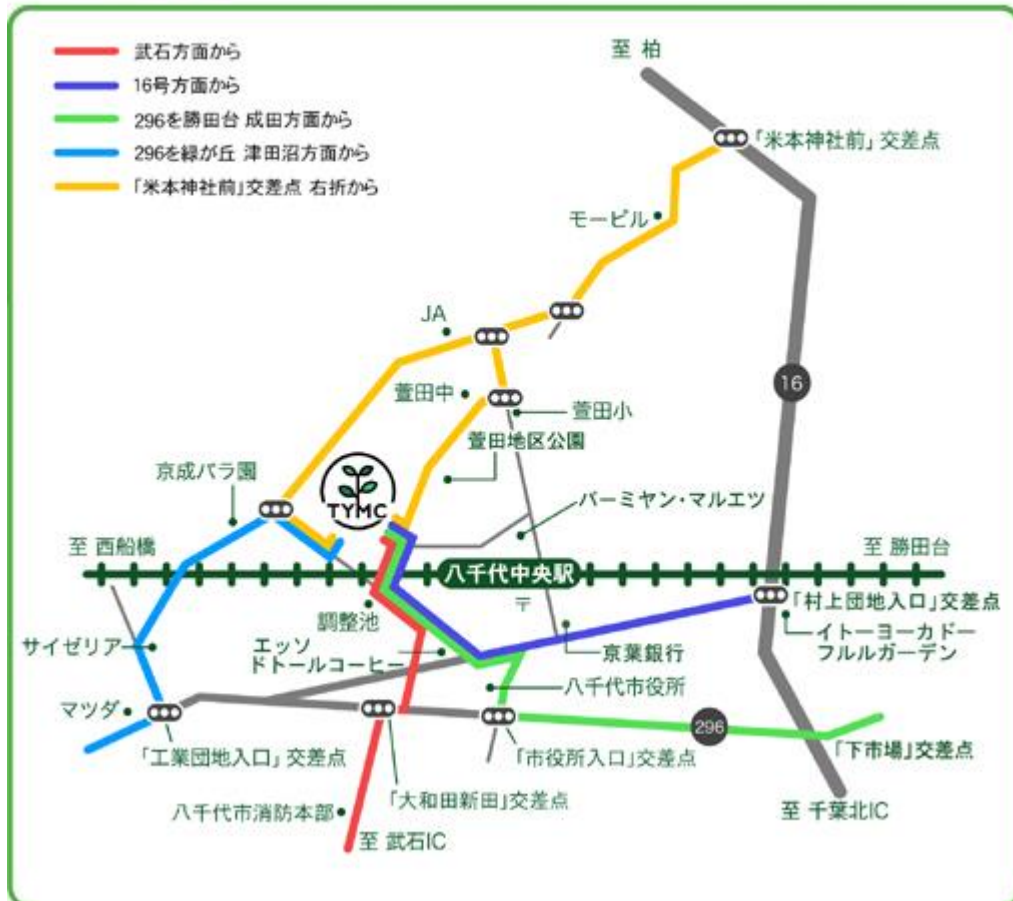 武石方面から
16号方面から
296を勝田台 成田方面から
296を緑が丘 津田沼方面から
「米本神社前」交差点 右折から
至 柏
「米本神社前」交差点
モービル
JA
16
萱田中
萱田小
萱田地区公園
京成バラ園
TYMC
バーミヤン・マルエツ
至 西船橋
至 勝田台
八千代中央駅
〒
「村上団地入口」交差点
調整池
サイゼリア
エッソ
ドトールコーヒー
京葉銀行
イトーヨーカドー
フルルガーデン
八千代市役所
マツダ
296
「工業団地入口」交差点
「市役所入口」交差点
「下市場」交差点
「大和田新田」交差点
八千代市消防本部
至 武石IC
至 千葉北IC